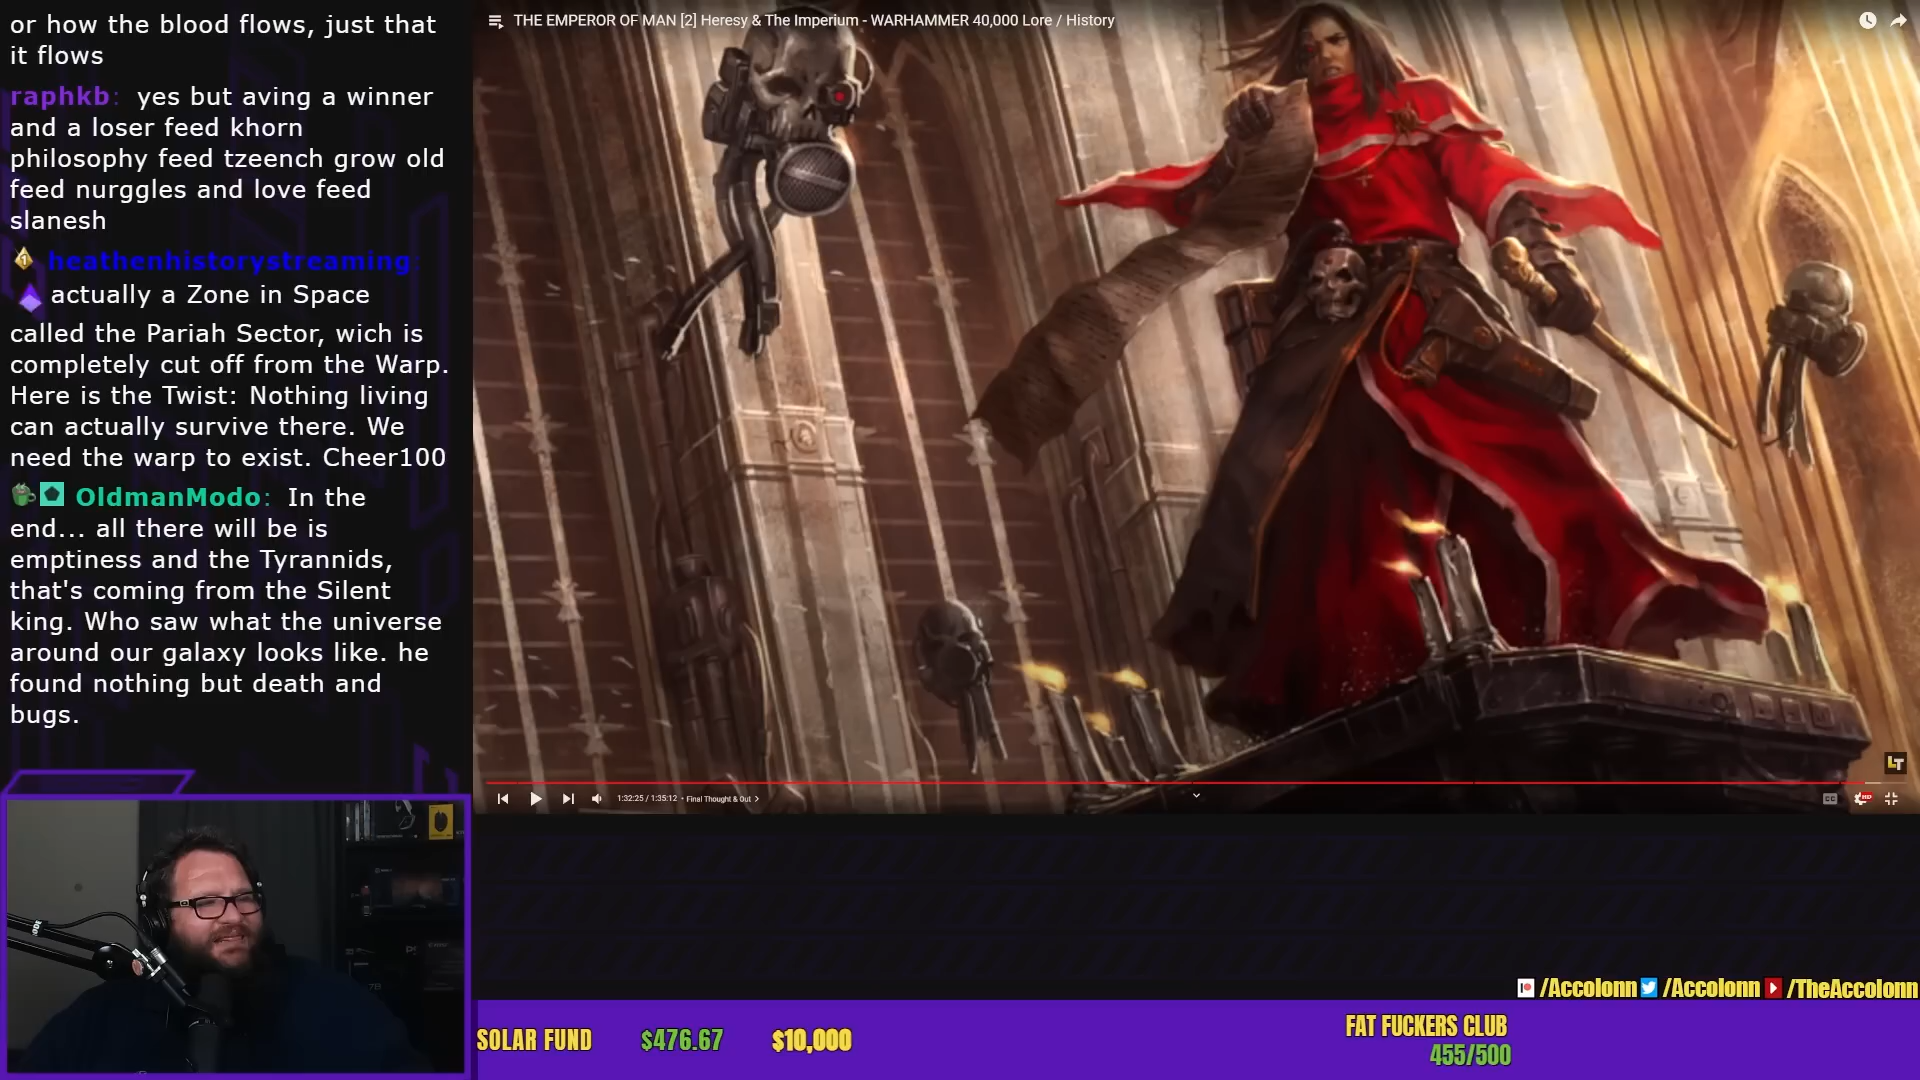 or how the blood flows, just that
it flows
raphkb: yes but aving a winner
and a loser feed khorn
philosophy feed tzeench grow old
feed nurggles and love feed
slanesh
heathenhistorystreaming:
actually a Zone in Space
called the Pariah Sector, wich is
completely cut off from the Warp.
Here is the Twist: Nothing living
can actually survive there. We
need the warp to exist. Cheer100
OldmanModo: In the
end... all there will be is
emptiness and the Tyrannids,
that's coming from the Silent
king. Who saw what the universe
around our galaxy looks like. he
found nothing but death and
bugs.
THE EMPEROR OF MAN [2] Heresy & The Imperium - WARHAMMER 40,000 Lore / History
LT
1:32:25 / 1:35:12 • Final Thought & Out >
CC
HD
/Accolonn /Accolonn /TheAccolonn
SOLAR FUND $476.67 $10,000
FAT FUCKERS CLUB
455/500